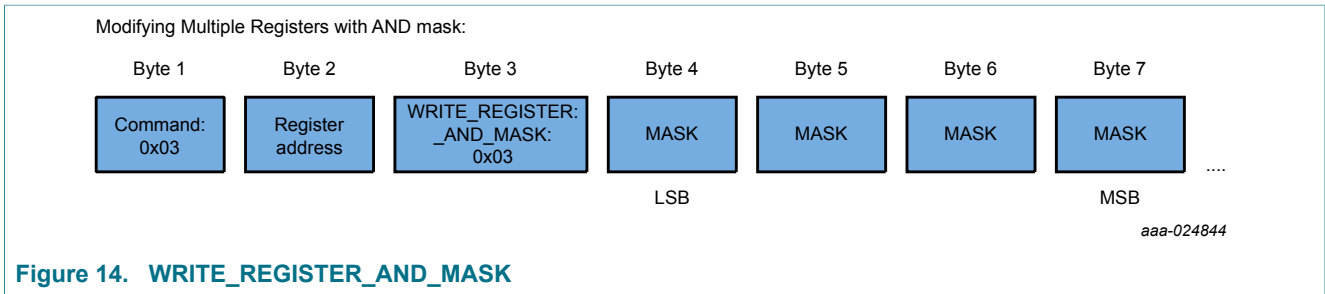 Modifying Multiple Registers with AND mask:
Byte 1 Byte 2 Byte 3 Byte 4 Byte 5 Byte 6 Byte 7
Command:
0x03
Register
address
WRITE_REGISTER:
_AND_MASK:
0x03
MASK
MASK
MASK
MASK
....
LSB
MSB
aaa-024844
Figure 14. WRITE_REGISTER_AND_MASK